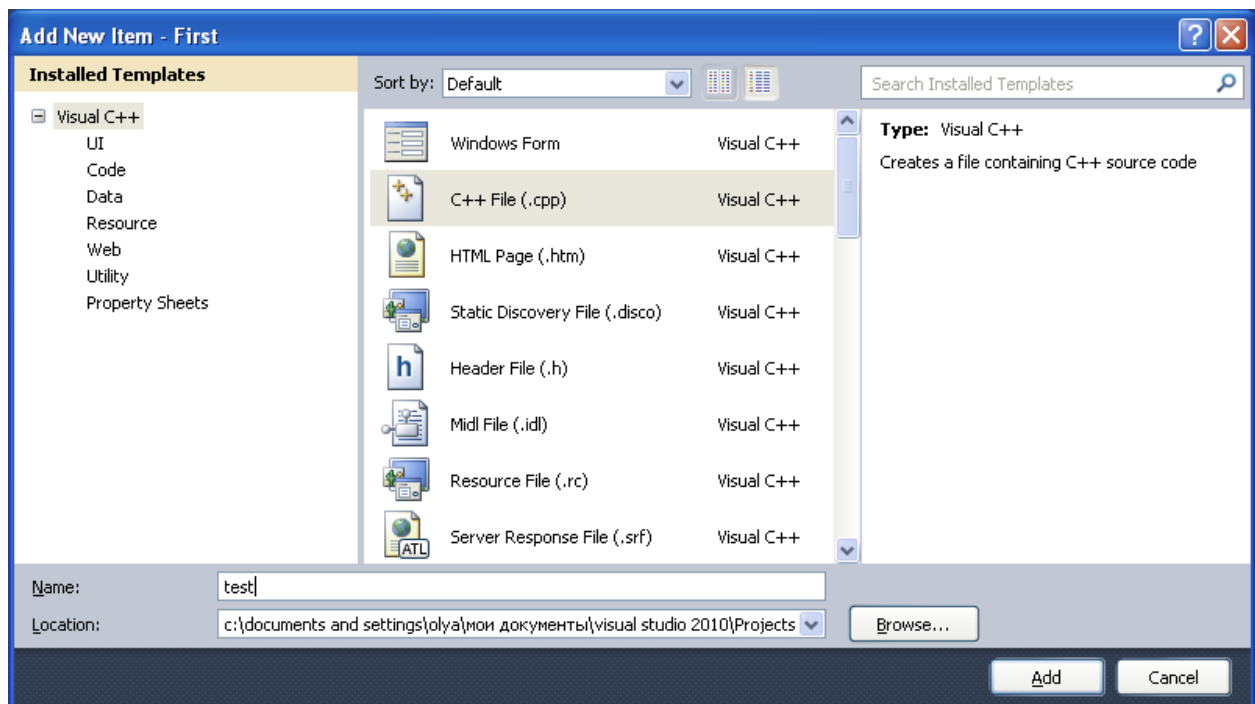 Add New Item - First
Installed Templates
Visual C++
UI
Code
Data
Resource
Web
Utility
Property Sheets
Sort by: Default
Search Installed Templates
Windows Form Visual C++
C++ File (.cpp) Visual C++
HTML Page (.htm) Visual C++
Static Discovery File (.disco) Visual C++
h Header File (.h) Visual C++
Midl File (.idl) Visual C++
Resource File (.rc) Visual C++
ATL Server Response File (.srf) Visual C++
Type: Visual C++
Creates a file containing C++ source code
Name: test
Location: c:\documents and settings\olya\мои документы\visual studio 2010\Projects
Browse...
Add Cancel